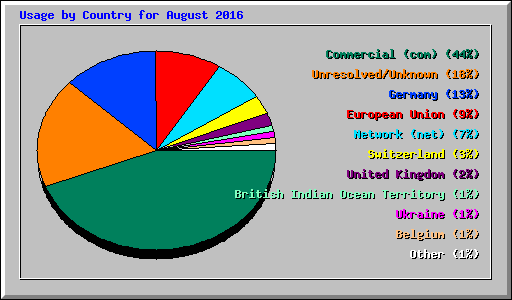 Usage by Country for August 2016
Commercial (com) (44%)
Unresolved/Unknown (18%)
Germany (13%)
European Union (9%)
Network (net) (7%)
Switzerland (3%)
United Kingdom (2%)
British Indian Ocean Territory (1%)
Ukraine (1%)
Belgium (1%)
Other (1%)